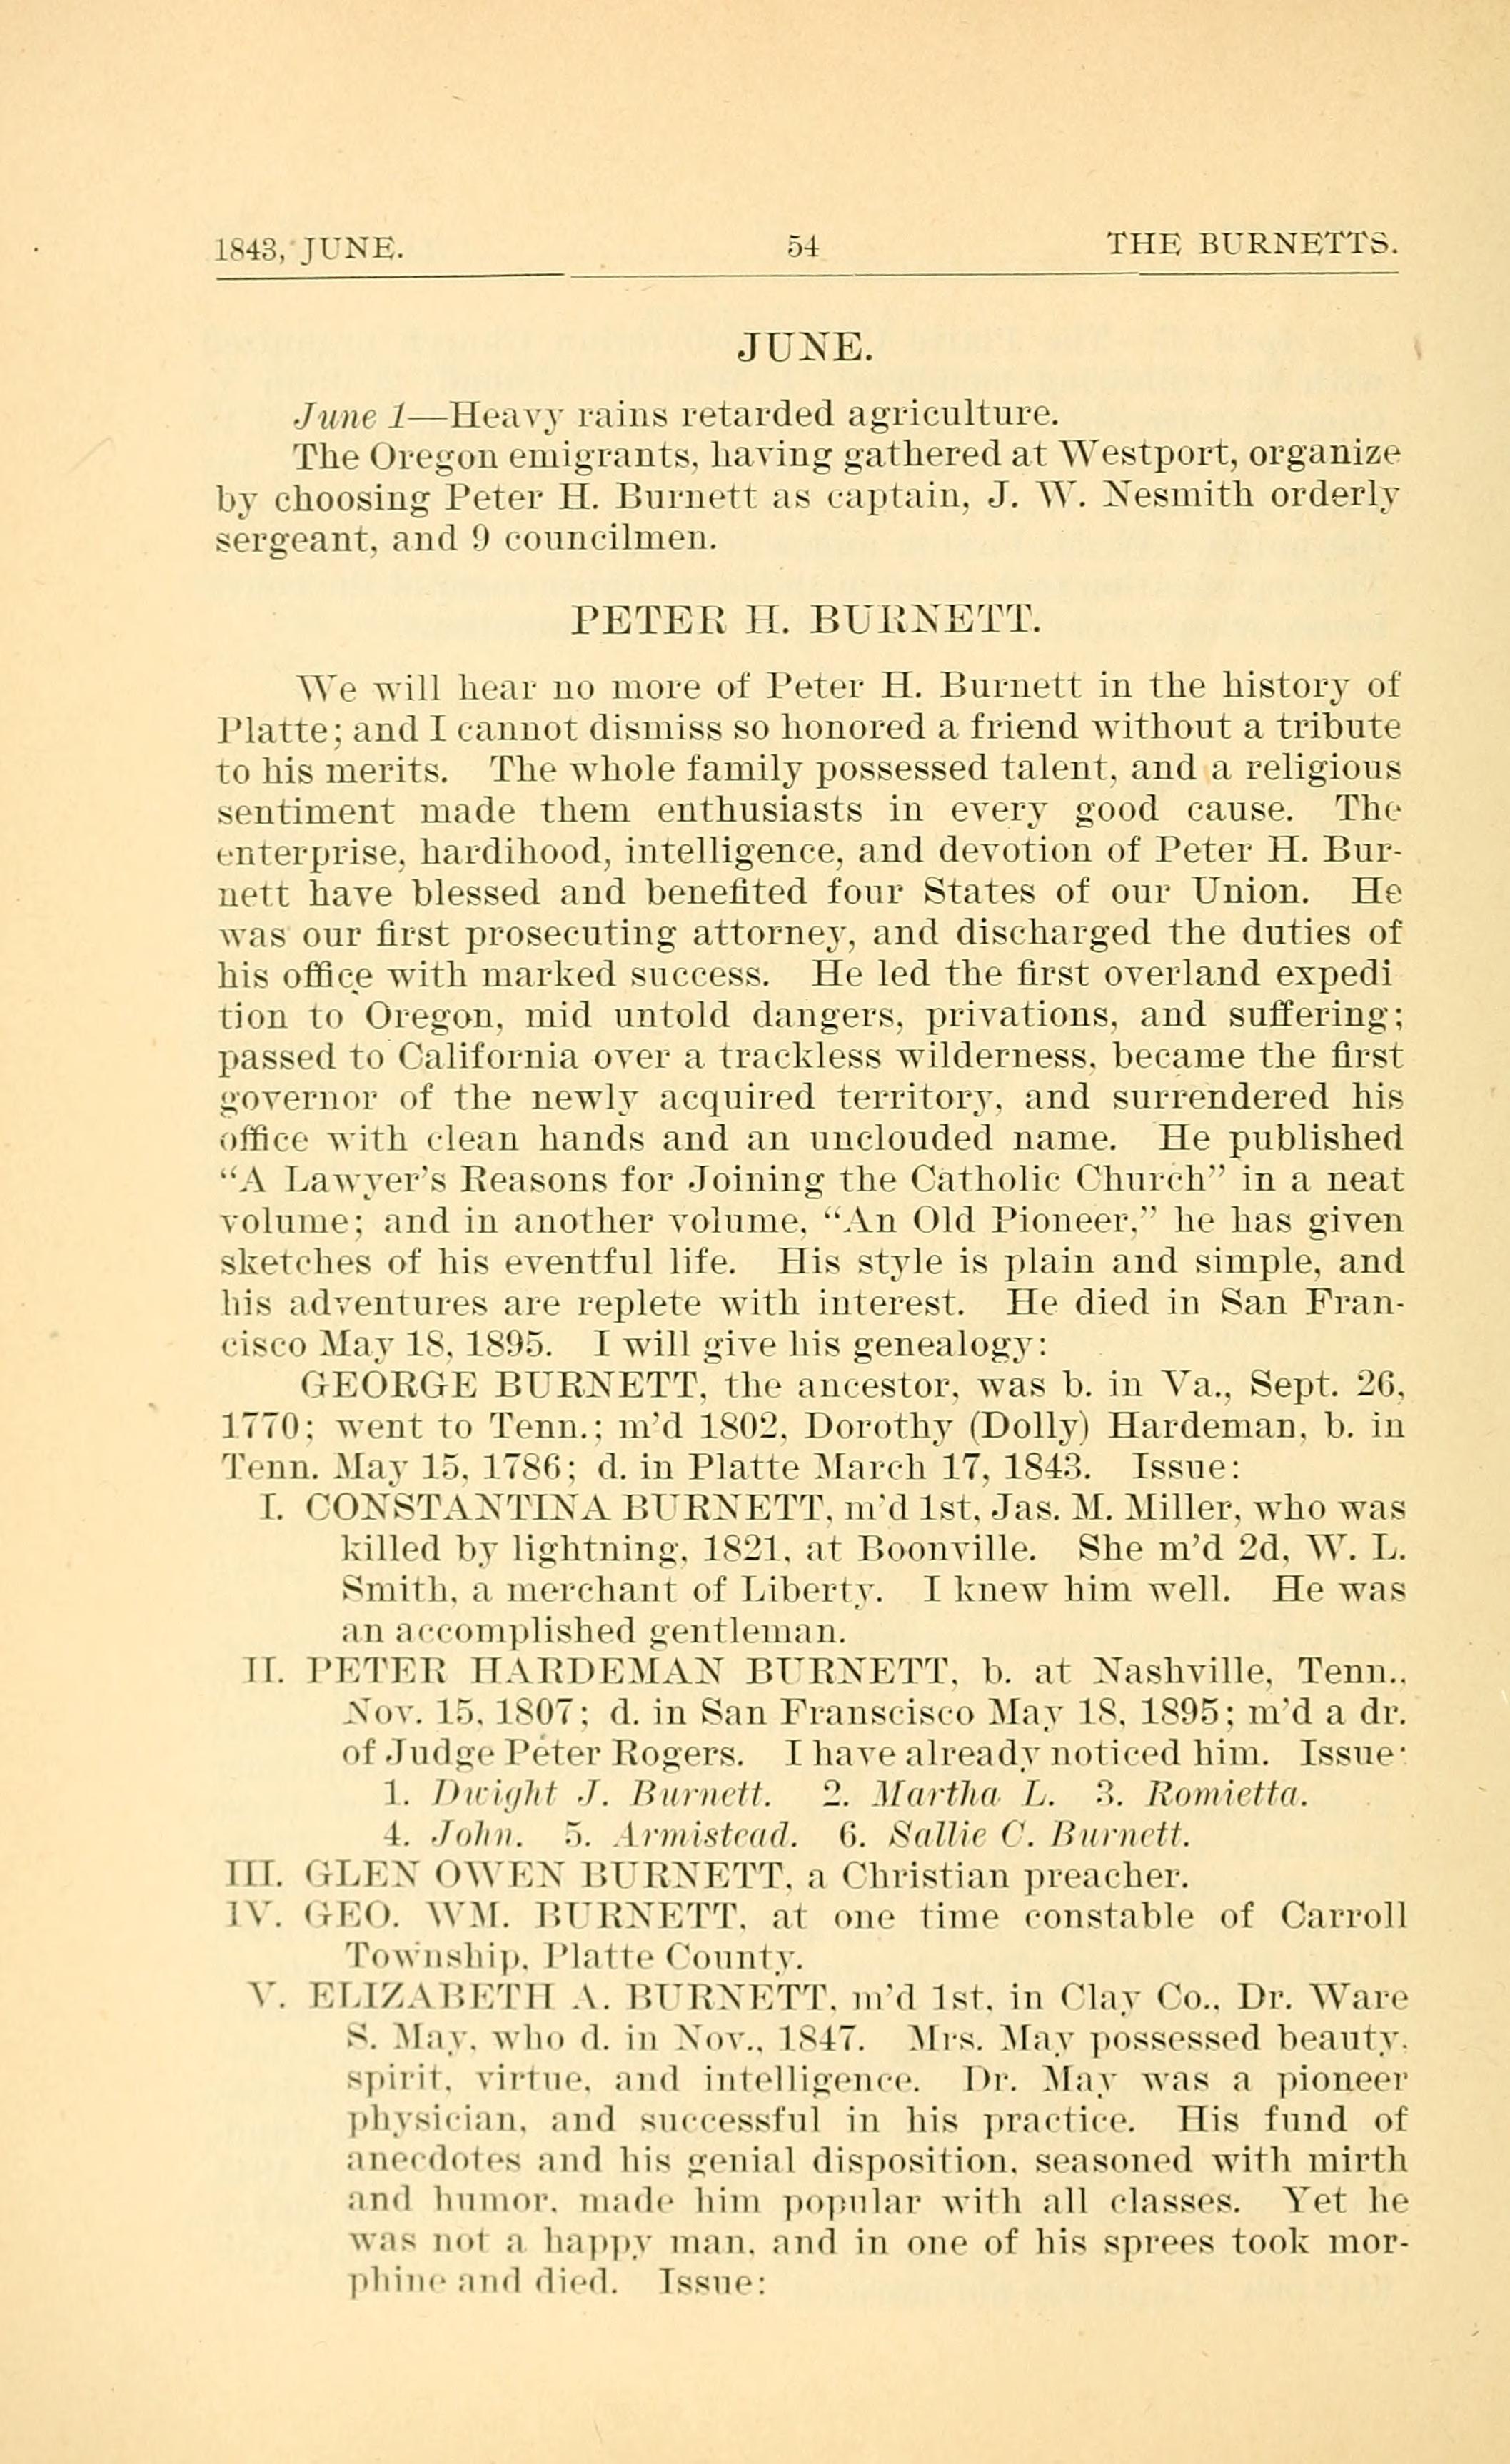 1843, JUNE. 54 THE BURNETTS.
JUNE.
June 1—Heavy rains retarded agriculture.
The Oregon emigrants, having gathered at Westport, organize
by choosing Peter H. Burnett as captain, J. W. Nesmith orderly
sergeant, and 9 councilmen.
PETER H. BURNETT.
We will hear no more of Peter H. Burnett in the history of
Platte; and I cannot dismiss so honored a friend without a tribute
to his merits. The whole family possessed talent, and a religious
sentiment made them enthusiasts in every good cause. The
enterprise, hardihood, intelligence, and devotion of Peter H. Bur-
nett have blessed and benefited four States of our Union. He
was our first prosecuting attorney, and discharged the duties of
his office with marked success. He led the first overland expedi
tion to Oregon, mid untold dangers, privations, and suffering;
passed to California over a trackless wilderness, became the first
governor of the newly acquired territory, and surrendered his
office with clean hands and an unclouded name. He published
"A Lawyer's Reasons for Joining the Catholic Church" in a neat
volume; and in another volume, "An Old Pioneer," he has given
sketches of his eventful life. His style is plain and simple, and
his adventures are replete with interest. He died in San Fran-
cisco May 18, 1895. I will give his genealogy:
GEORGE BURNETT, the ancestor, was b. in Va., Sept. 26,
1770; went to Tenn.; m'd 1802, Dorothy (Dolly) Hardeman, b. in
Tenn. May 15, 1786; d. in Platte March 17, 1843. Issue:
I. CONSTANTINA BURNETT, m'd 1st, Jas. M. Miller, who was
killed by lightning, 1821, at Boonville. She m'd 2d, W. L.
Smith, a merchant of Liberty. I knew him well. He was
an accomplished gentleman.
II. PETER HARDEMAN BURNETT, b. at Nashville, Tenn.,
Nov. 15, 1807; d. in San Franscisco May 18, 1895; m'd a dr.
of Judge Peter Rogers. I have already noticed him. Issue:
1. Dwight J. Burnett. 2. Martha L. 3. Romietta.
4. John. 5. Armistead. 6. Sallie C. Burnett.
III. GLEN OWEN BURNETT, a Christian preacher.
IV. GEO. WM. BURNETT, at one time constable of Carroll
Township, Platte County.
V. ELIZABETH A. BURNETT, m'd 1st, in Clay Co., Dr. Ware
S. May, who d. in Nov., 1847. Mrs. May possessed beauty,
spirit, virtue, and intelligence. Dr. May was a pioneer
physician, and successful in his practice. His fund of
anecdotes and his genial disposition, seasoned with mirth
and humor, made him popular with all classes. Yet he
was not a happy man, and in one of his sprees took mor-
phine and died. Issue: